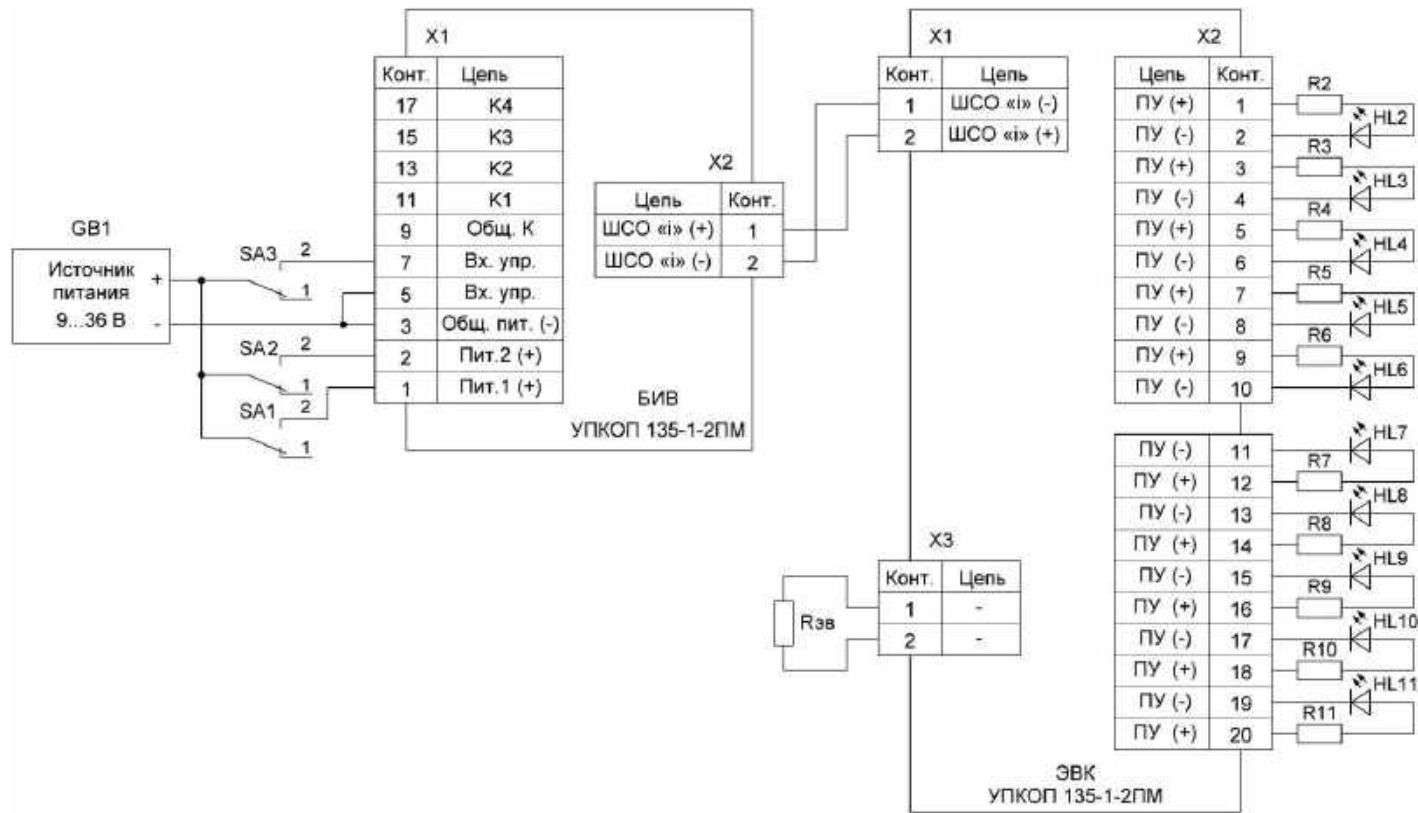 X1
Конт. Цепь
17 К4
15 К3
13 К2
11 К1
9 Общ. К
7 Вх. упр.
5 Вх. упр.
3 Общ. пит. (-)
2 Пит.2 (+)
1 Пит.1 (+)
GB1
Источник
питания
9...36 В
+
-
SA3 2
1
SA2 2
1
SA1 2
1
X2
Цепь Конт.
ШСО «i» (+) 1
ШСО «i» (-) 2
БИВ
УПКОП 135-1-2ПМ
X1
Конт. Цепь
1 ШСО «i» (-)
2 ШСО «i» (+)
X3
Конт. Цепь
1 -
2 -
Rэв
X2
Цепь Конт.
ПУ (+) 1
ПУ (-) 2
ПУ (+) 3
ПУ (-) 4
ПУ (+) 5
ПУ (-) 6
ПУ (+) 7
ПУ (-) 8
ПУ (+) 9
ПУ (-) 10
ПУ (-) 11
ПУ (+) 12
ПУ (-) 13
ПУ (+) 14
ПУ (-) 15
ПУ (+) 16
ПУ (-) 17
ПУ (+) 18
ПУ (-) 19
ПУ (+) 20
R2
HL2
R3
HL3
R4
HL4
R5
HL5
R6
HL6
HL7
R7
HL8
R8
HL9
R9
HL10
R10
HL11
R11
ЭВК
УПКОП 135-1-2ПМ